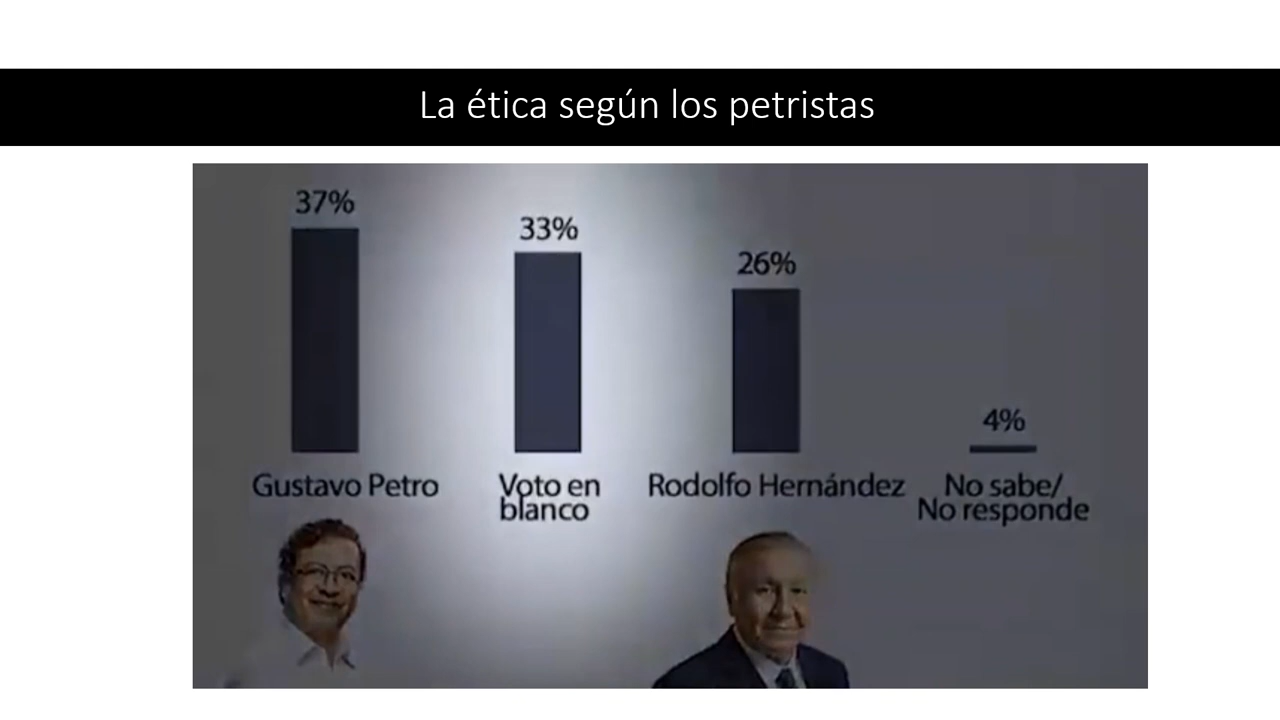 La ética según los petristas
37%
33%
26%
4%
Gustavo Petro
Voto en
blanco
Rodolfo Hernández
No sabe/
No responde